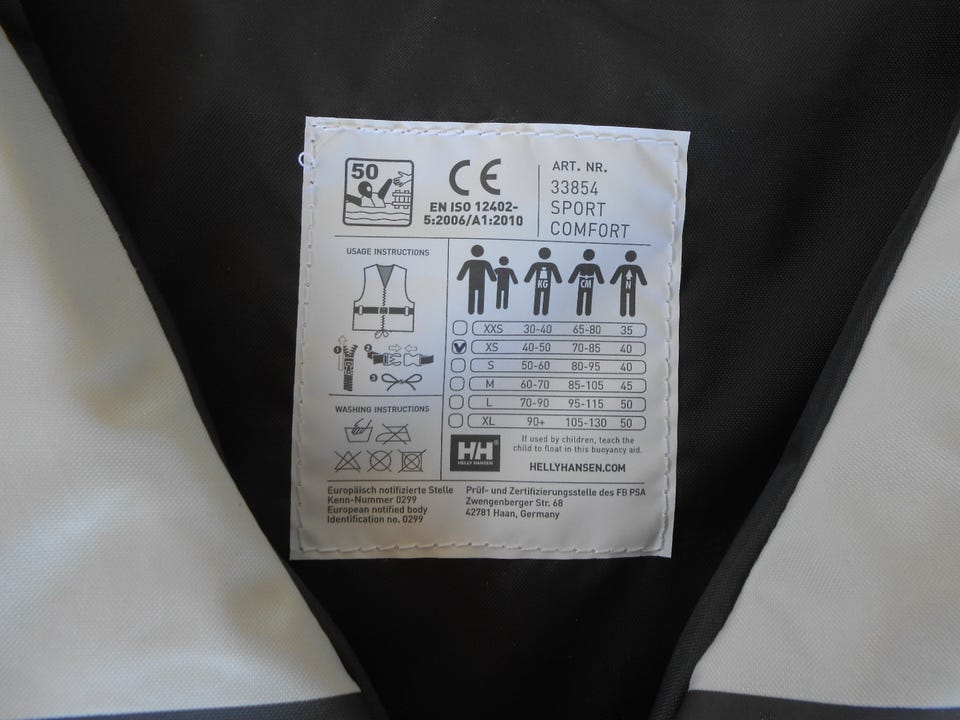 50
CE
EN ISO 12402-
5:2006/A1:2010
ART. NR.
33854
SPORT
COMFORT
USAGE INSTRUCTIONS
1
2
3
KG CM N
XXS 30-40 65-80 35
XS 40-50 70-85 40
S 50-60 80-95 40
M 60-70 85-105 45
L 70-90 95-115 50
XL 90+ 105-130 50
WASHING INSTRUCTIONS
HH®
HELLY HANSEN
If used by children, teach the
child to float in this buoyancy aid.
HELLYHANSEN.COM
Europäisch notifizierte Stelle
Kenn-Nummer 0299
European notified body
Identification no. 0299
Prüf- und Zertifizierungsstelle des FB PSA
Zwengenberger Str. 68
42781 Haan, Germany